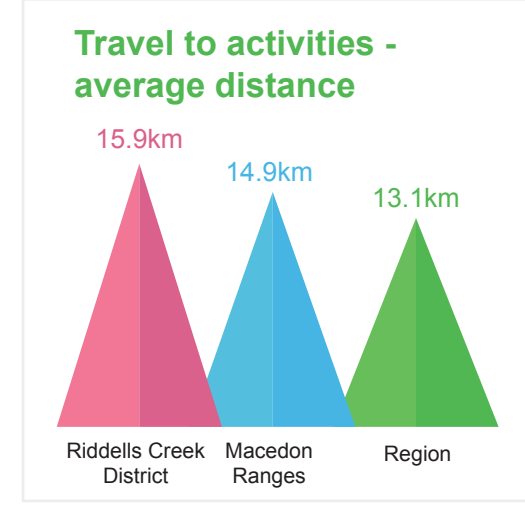 Travel to activities -
average distance
15.9km
14.9km
13.1km
Riddells Creek
District
Macedon
Ranges
Region